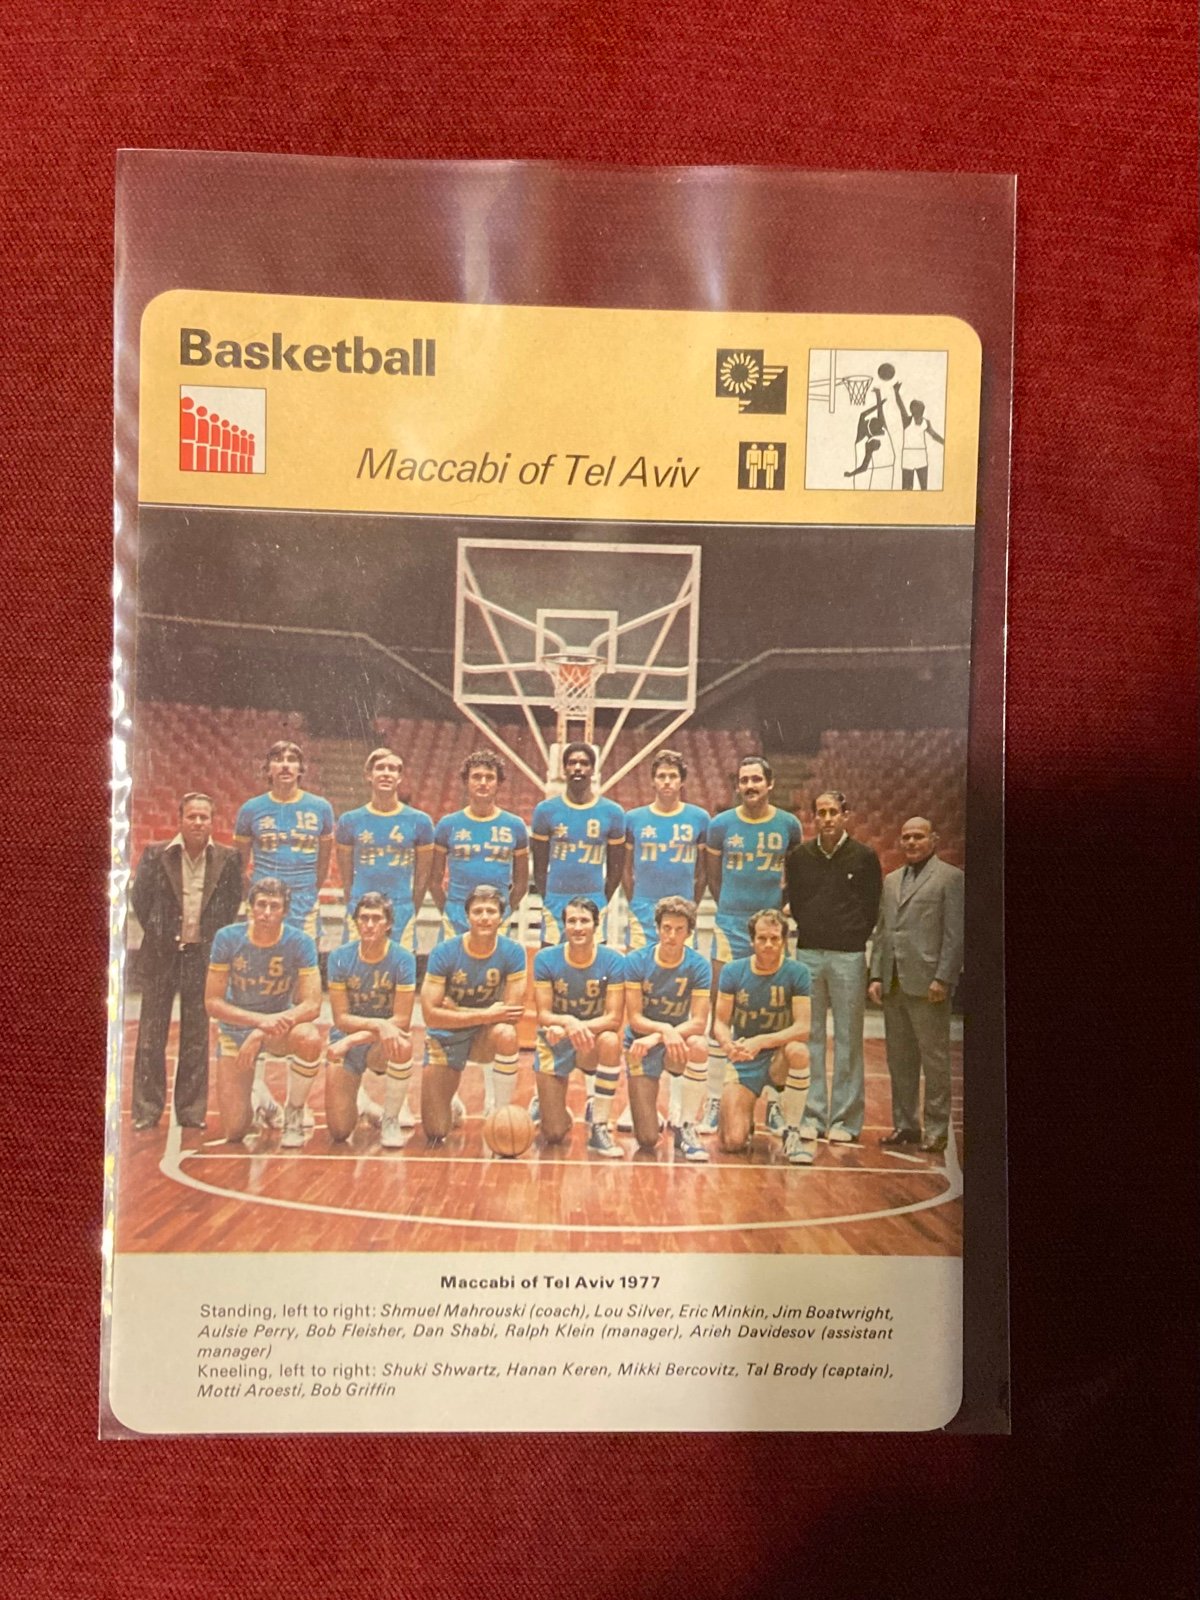 Basketball
Maccabi of Tel Aviv
12
עלית
4
עלית
15
עלית
8
עלית
13
עלית
10
עלית
5
עלית
14
עלית
9
עלית
6
עלית
7
עלית
11
עלית
Maccabi of Tel Aviv 1977
Standing, left to right: Shmuel Mahrouski (coach), Lou Silver, Eric Minkin, Jim Boatwright,
Aulsie Perry, Bob Fleisher, Dan Shabi, Ralph Klein (manager), Arieh Davidesov (assistant
manager)
Kneeling, left to right: Shuki Shwartz, Hanan Keren, Mikki Bercovitz, Tal Brody (captain),
Motti Aroesti, Bob Griffin